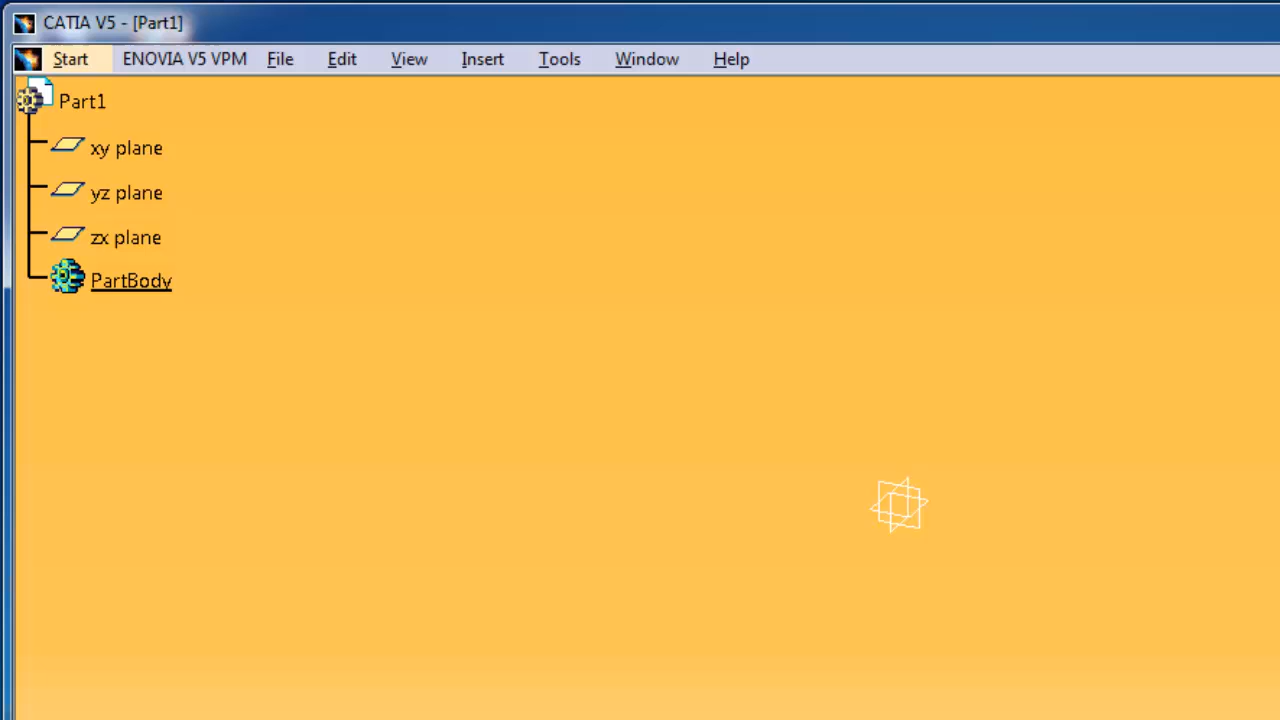 CATIA V5 - [Part1]
Start ENOVIA V5 VPM File Edit View Insert Tools Window Help
Part1
xy plane
yz plane
zx plane
PartBody